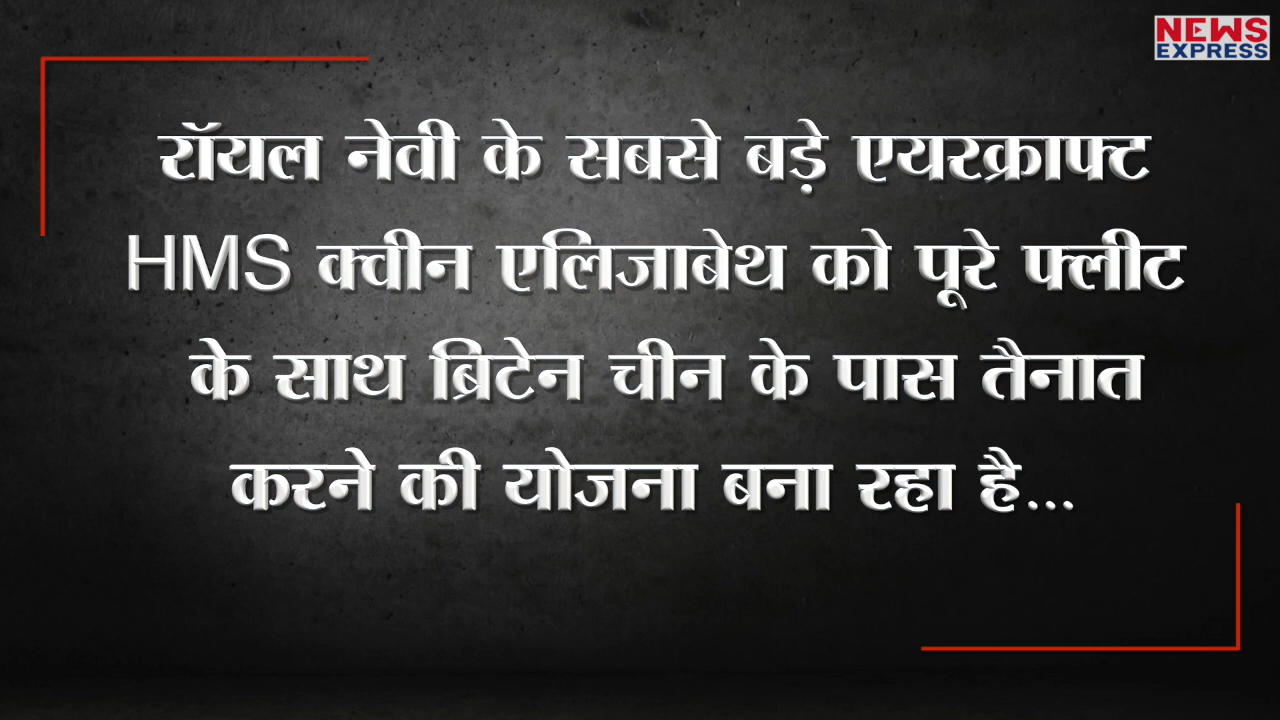 NEWS
EXPRESS
रॉयल नेवी के सबसे बड़े एयरक्राफ्ट
HMS क्वीन एलिजाबेथ को पूरे फ्लीट
के साथ ब्रिटेन चीन के पास तैनात
करने की योजना बना रहा है...